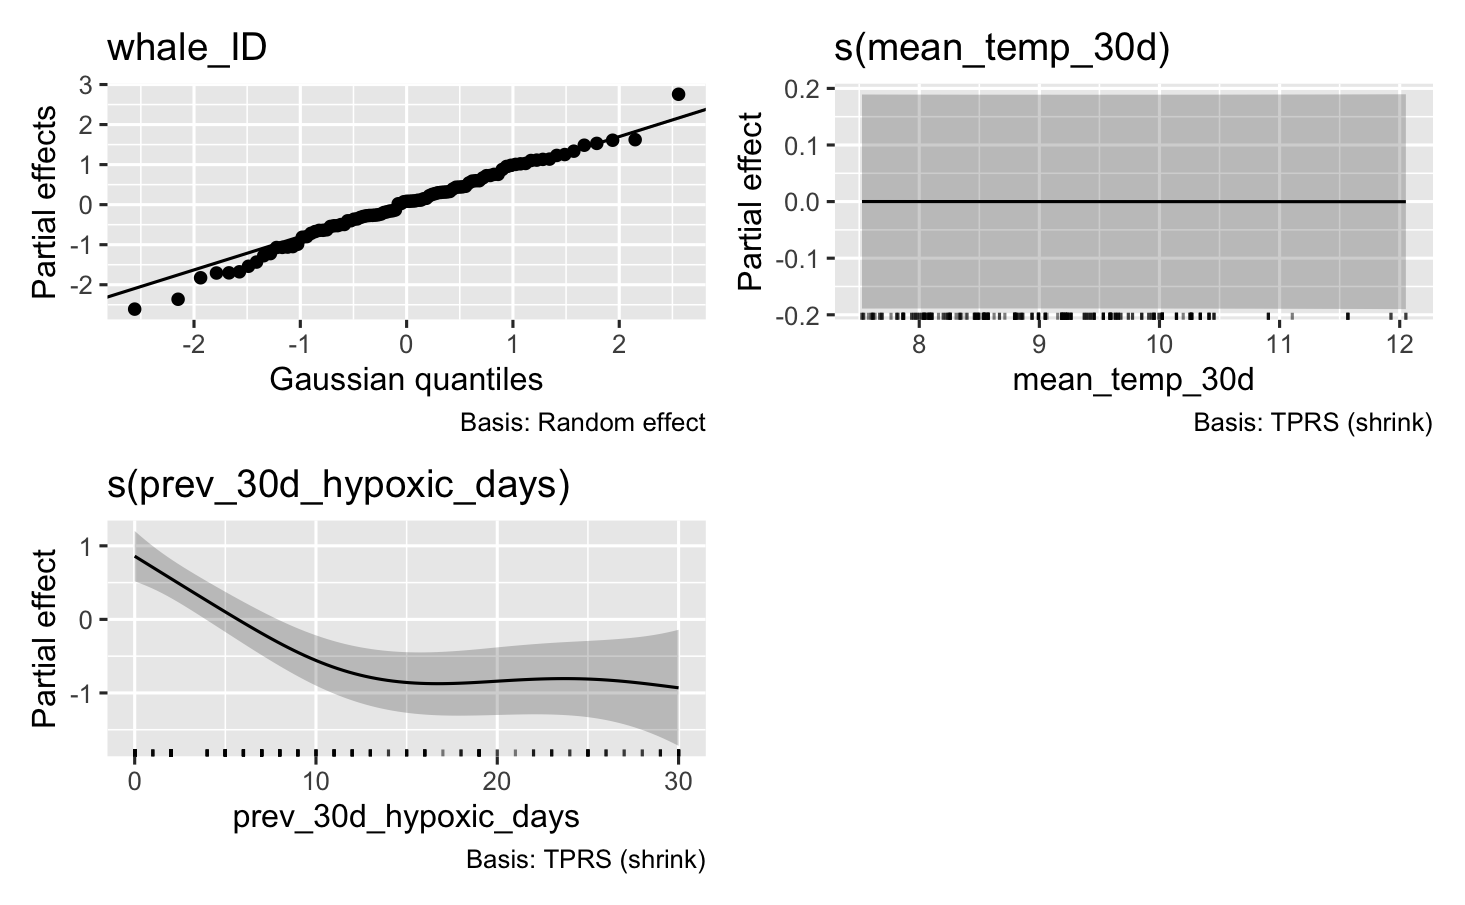 whale_ID
3
2
1
0
-1
-2
Partial effects
-2 -1 0 1 2
Gaussian quantiles
Basis: Random effect
s(mean_temp_30d)
0.2
0.1
0.0
-0.1
-0.2
Partial effect
8 9 10 11 12
mean_temp_30d
Basis: TPRS (shrink)
s(prev_30d_hypoxic_days)
1
0
-1
Partial effect
0 10 20 30
prev_30d_hypoxic_days
Basis: TPRS (shrink)